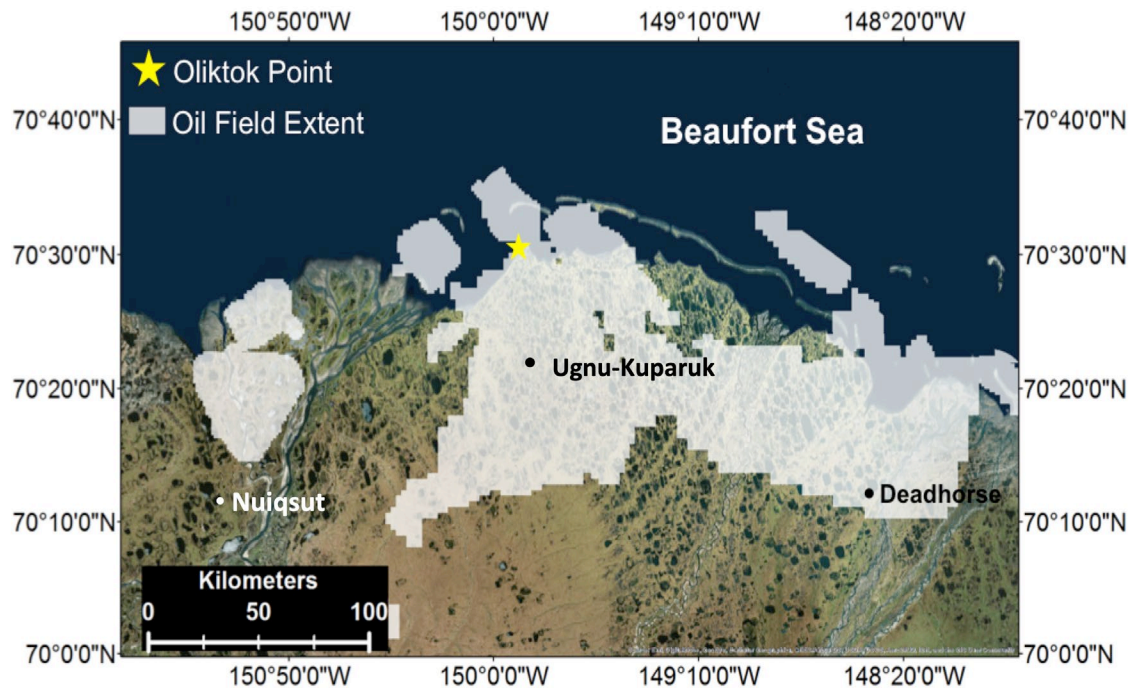 150°50'0"W 150°0'0"W 149°10'0"W 148°20'0"W
Oliktok Point
Oil Field Extent
Beaufort Sea
70°40'0"N 70°40'0"N
70°30'0"N 70°30'0"N
Ugnu-Kuparuk
70°20'0"N 70°20'0"N
Nuiqsut
Deadhorse
70°10'0"N 70°10'0"N
Kilometers
0 50 100
70°0'0"N 70°0'0"N
150°50'0"W 150°0'0"W 149°10'0"W 148°20'0"W